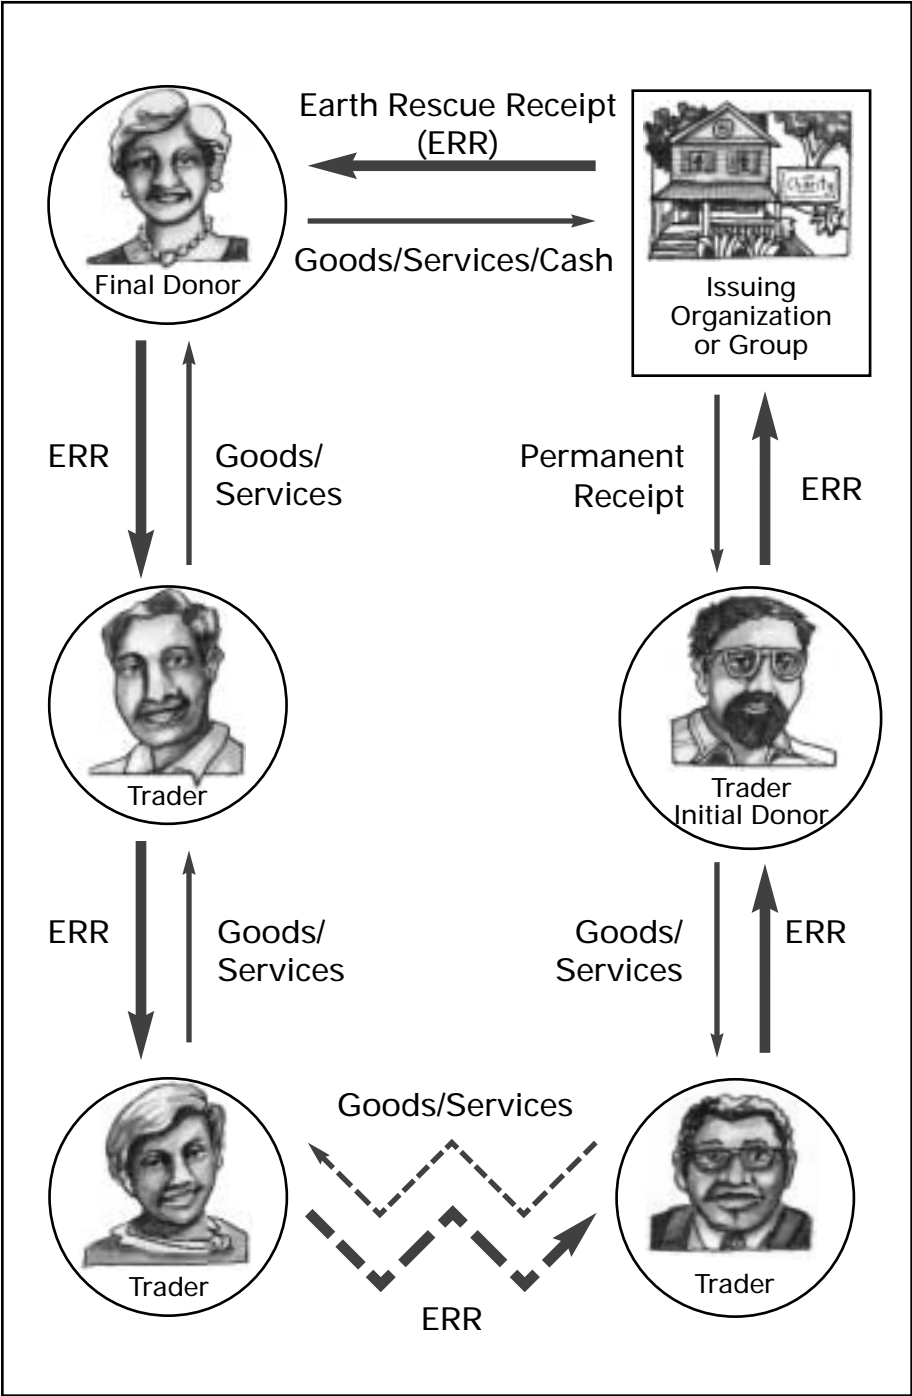 Earth Rescue Receipt
(ERR)
Charity
Goods/Services/Cash
Final Donor
Issuing
Organization
or Group
ERR
Goods/
Services
Permanent
Receipt
ERR
Trader
Trader
Initial Donor
ERR
Goods/
Services
Goods/
Services
ERR
Goods/Services
Trader
Trader
ERR